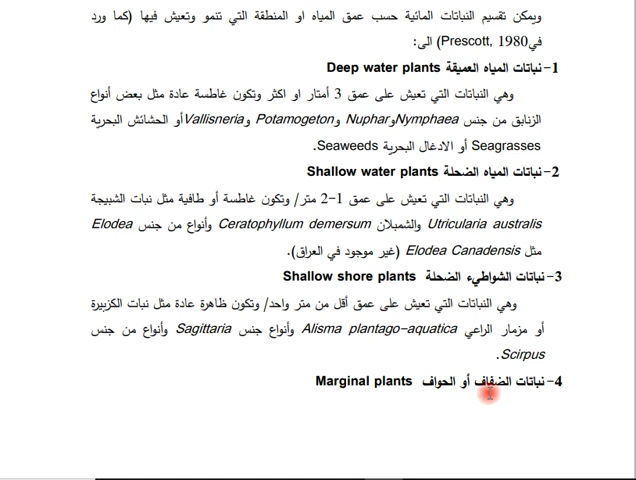 ويمكن تقسيم النباتات المائية حسب عمق المياه او المنطقة التي تنمو وتعيش فيها (كما ورد
في Prescott, 1980) الى:
1- نباتات المياه العميقة Deep water plants
وهي النباتات التي تعيش على عمق 3 أمتار او اكثر وتكون غاطسة عادة مثل بعض أنواع
الزنابق من جنس Nymphaea وNuphar وPotamogeton وVallisneria أو الحشائش البحرية
Seagrasses أو الادغال البحرية Seaweeds.
2- نباتات المياه الضحلة Shallow water plants
وهي النباتات التي تعيش على عمق 1-2 متر/ وتكون غاطسة أو طافية مثل نبات الشبيجة
Utricularia australis والشمبلان Ceratophyllum demersum وأنواع من جنس Elodea
مثل Elodea Canadensis (غير موجود في العراق).
3- نباتات الشواطيء الضحلة Shallow shore plants
وهي النباتات التي تعيش على عمق أقل من متر واحد/ وتكون ظاهرة عادة مثل نبات الكزبيرة
أو مزمار الراعي Alisma plantago-aquatica وأنواع جنس Sagittaria وأنواع من جنس
Scirpus.
4- نباتات الضفاف أو الحواف Marginal plants